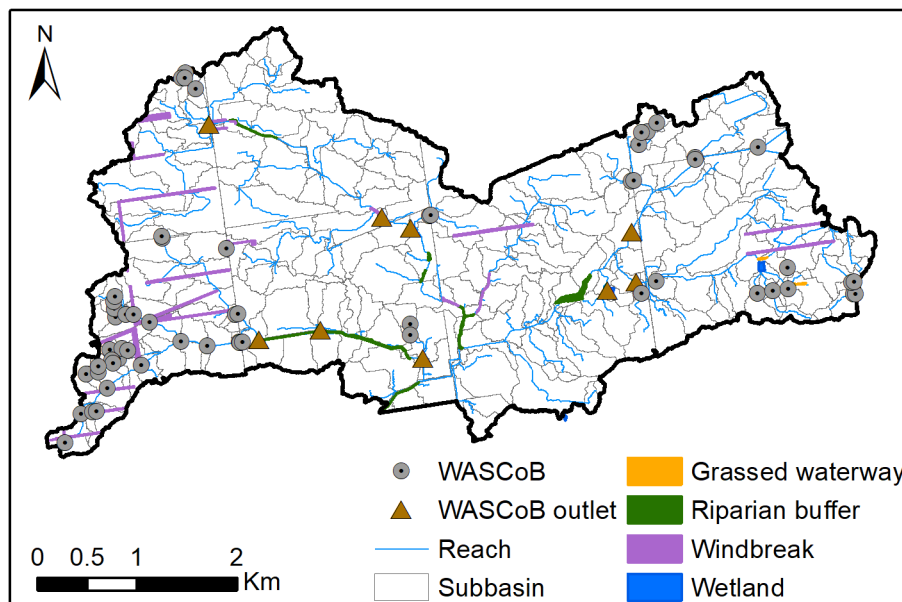 N
WASCoB
WASCoB outlet
Reach
Subbasin
Grassed waterway
Riparian buffer
Windbreak
Wetland
0 0.5 1 2
Km